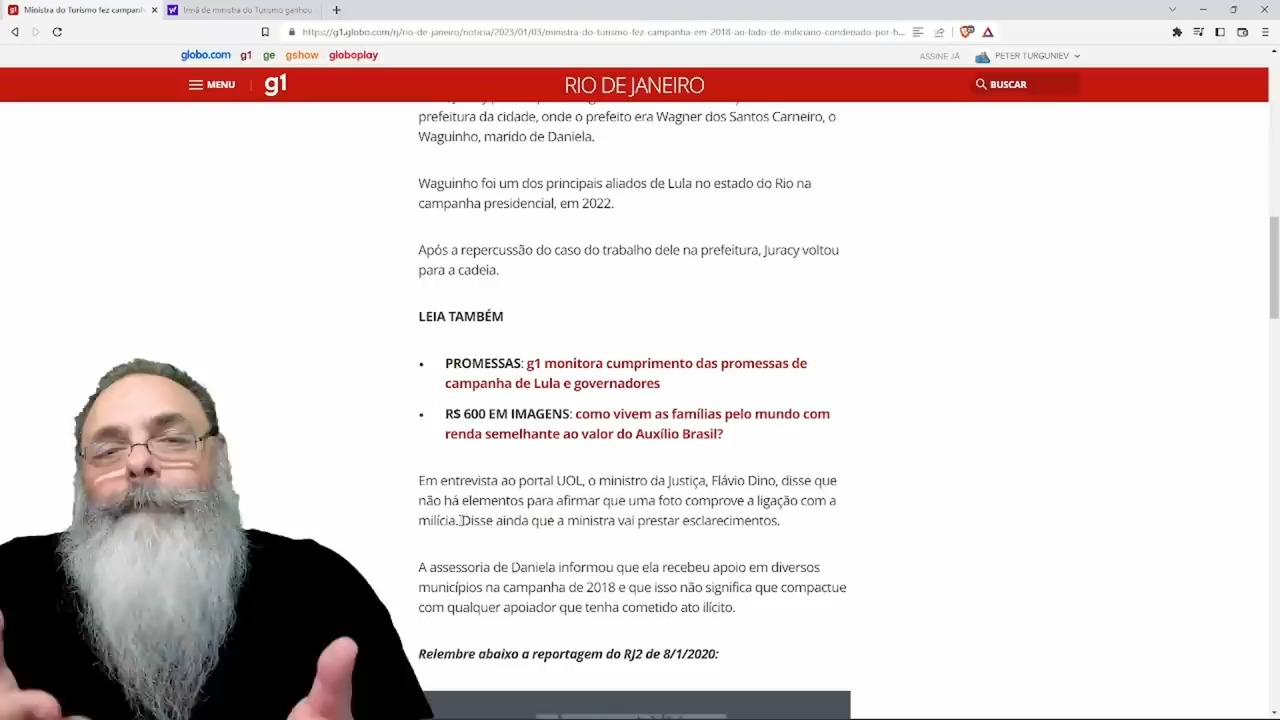 Ministra do Turismo fez campanh
Irmã de ministra do Turismo ganhou
https://g1.globo.com/rj/rio-de-janeiro/noticia/2023/01/03/ministra-do-turismo-fez-campanha-em-2018-ao-lado-de-miliciano-condenado-por-h...
globo.com g1 ge gshow globoplay
ASSINE JÁ
PETER TURGUNIEV
MENU
g1
RIO DE JANEIRO
BUSCAR
prefeitura da cidade, onde o prefeito era Wagner dos Santos Carneiro, o
Waguinho, marido de Daniela.
Waguinho foi um dos principais aliados de Lula no estado do Rio na
campanha presidencial, em 2022.
Após a repercussão do caso do trabalho dele na prefeitura, Juracy voltou
para a cadeia.
LEIA TAMBÉM
• PROMESSAS: g1 monitora cumprimento das promessas de
campanha de Lula e governadores
• R$ 600 EM IMAGENS: como vivem as famílias pelo mundo com
renda semelhante ao valor do Auxílio Brasil?
Em entrevista ao portal UOL, o ministro da Justiça, Flávio Dino, disse que
não há elementos para afirmar que uma foto comprove a ligação com a
milícia. Disse ainda que a ministra vai prestar esclarecimentos.
A assessoria de Daniela informou que ela recebeu apoio em diversos
municípios na campanha de 2018 e que isso não significa que compactue
com qualquer apoiador que tenha cometido ato ilícito.
Relembre abaixo a reportagem do RJ2 de 8/1/2020: